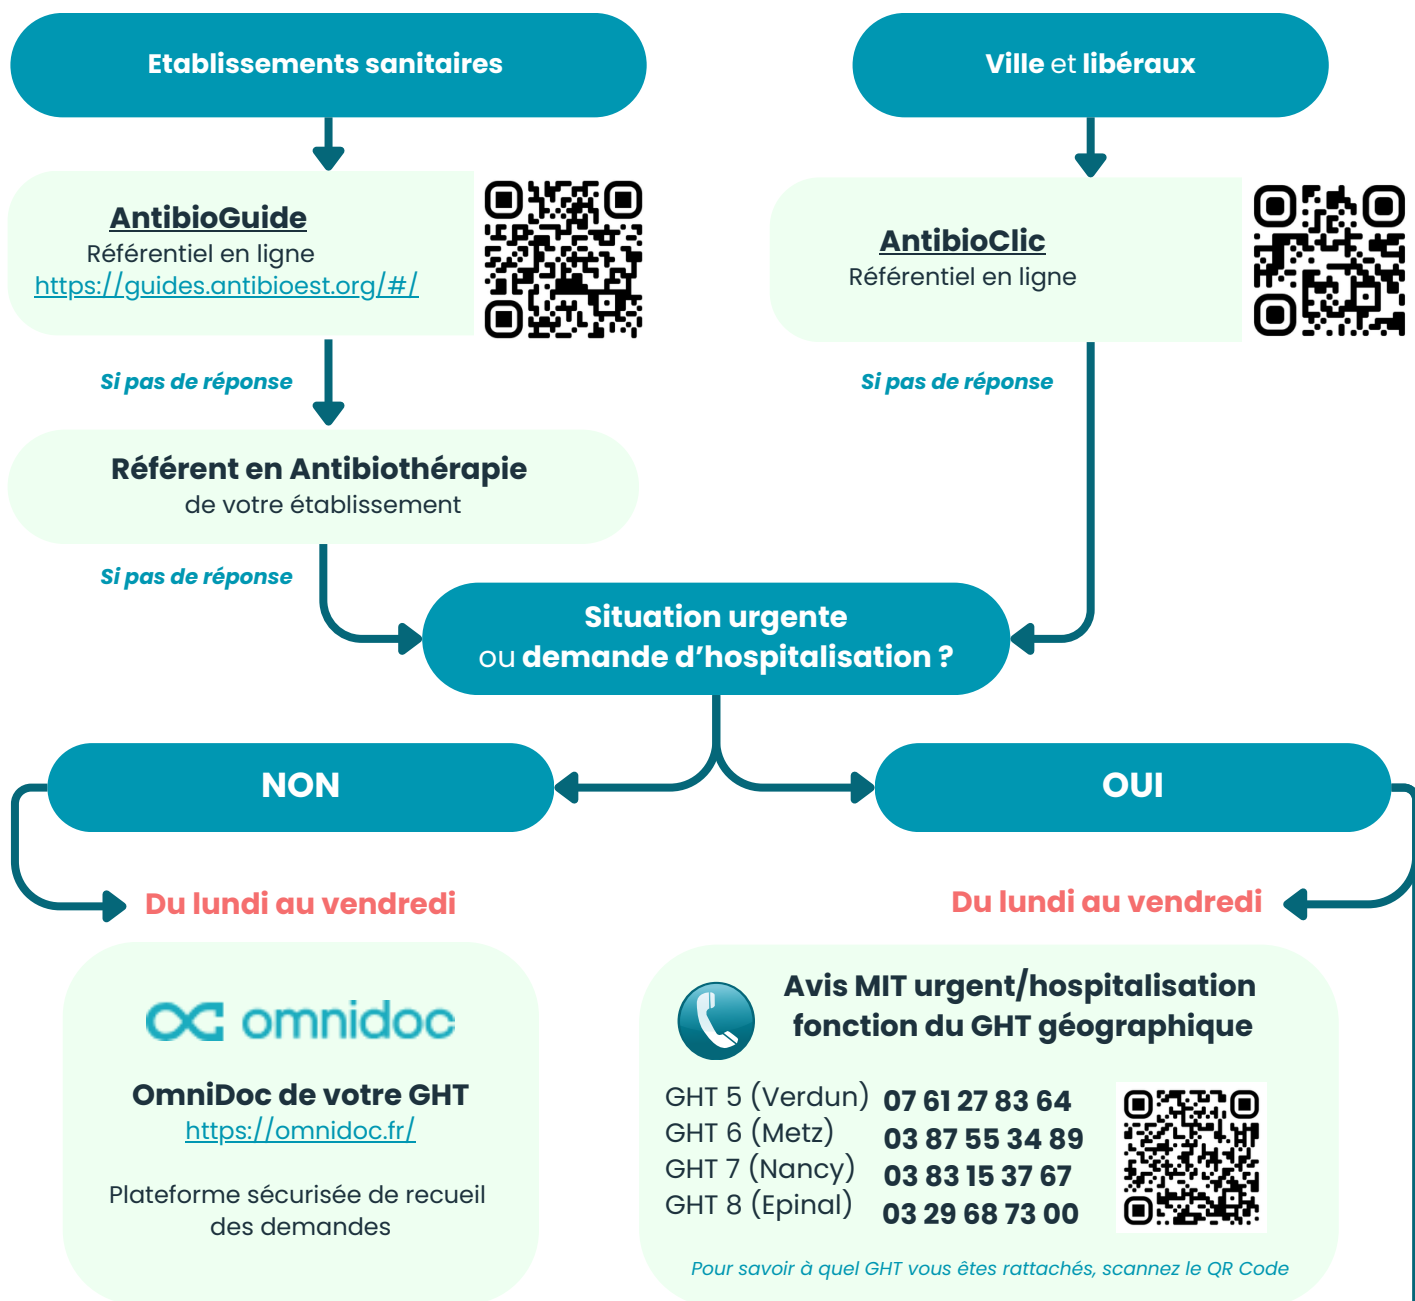 Etablissements sanitaires
Ville et libéraux
AntibioGuide
Référentiel en ligne
https://guides.antibioest.org/#/
AntibioClic
Référentiel en ligne
Si pas de réponse
Si pas de réponse
Référent en Antibiothérapie
de votre établissement
Si pas de réponse
Situation urgente
ou demande d’hospitalisation ?
NON
OUI
Du lundi au vendredi
Du lundi au vendredi
omnidoc
OmniDoc de votre GHT
https://omnidoc.fr/
Plateforme sécurisée de recueil
des demandes
Avis MIT urgent/hospitalisation
fonction du GHT géographique
GHT 5 (Verdun) 07 61 27 83 64
GHT 6 (Metz) 03 87 55 34 89
GHT 7 (Nancy) 03 83 15 37 67
GHT 8 (Epinal) 03 29 68 73 00
Pour savoir à quel GHT vous êtes rattachés, scannez le QR Code